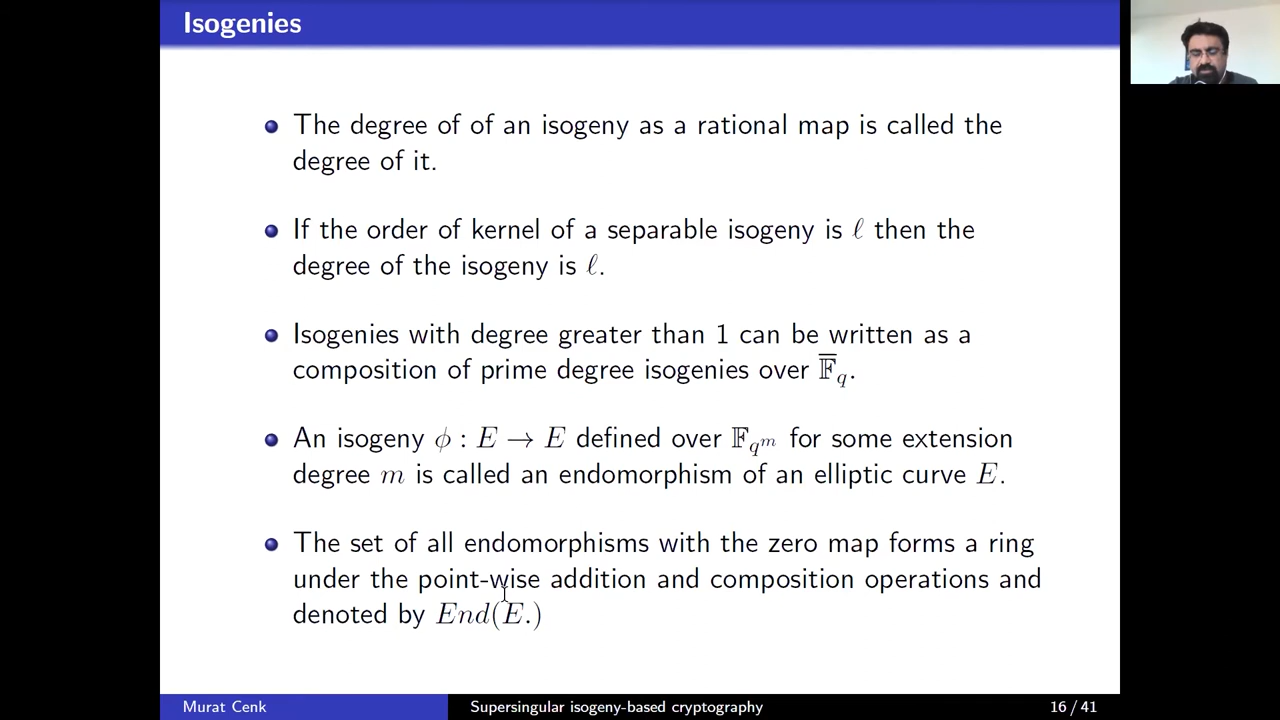 Isogenies
The degree of of an isogeny as a rational map is called the
degree of it.
If the order of kernel of a separable isogeny is ℓ then the
degree of the isogeny is ℓ.
Isogenies with degree greater than 1 can be written as a
composition of prime degree isogenies over 𝔽̅_q.
An isogeny ϕ : E → E defined over 𝔽_{q^m} for some extension
degree m is called an endomorphism of an elliptic curve E.
The set of all endomorphisms with the zero map forms a ring
under the point-wise addition and composition operations and
denoted by End(E.)
Murat Cenk
Supersingular isogeny-based cryptography
16 / 41